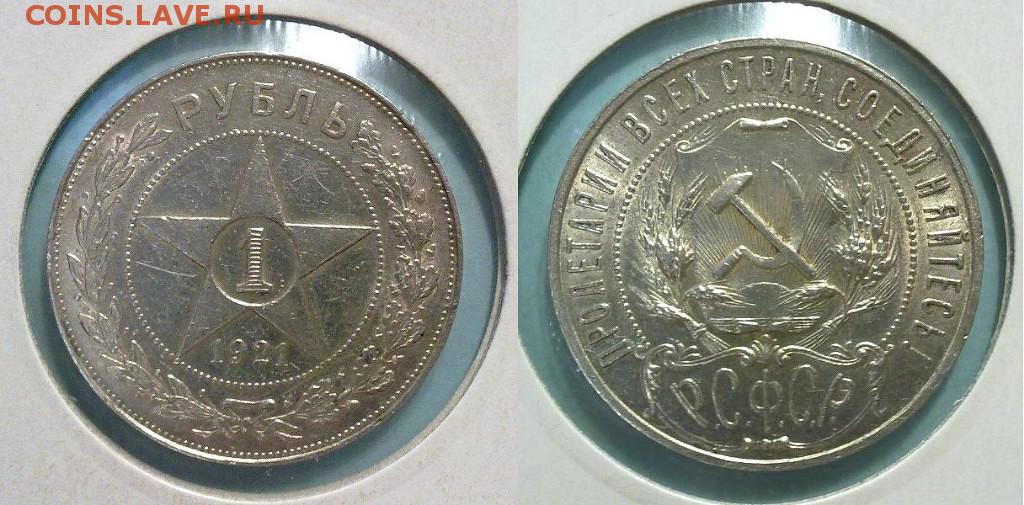 COINS.LAVE.RU
РУБЛЬ
1
1921
ПРОЛЕТАРИИ ВСЕХ СТРАН, СОЕДИНЯЙТЕСЬ!
Р.С.Ф.С.Р.